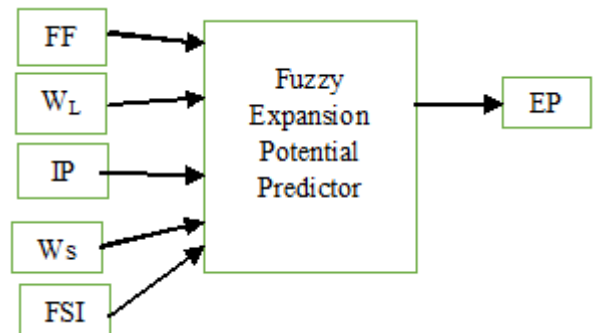 FF
W_L
IP
Ws
FSI
Fuzzy
Expansion
Potential
Predictor
EP